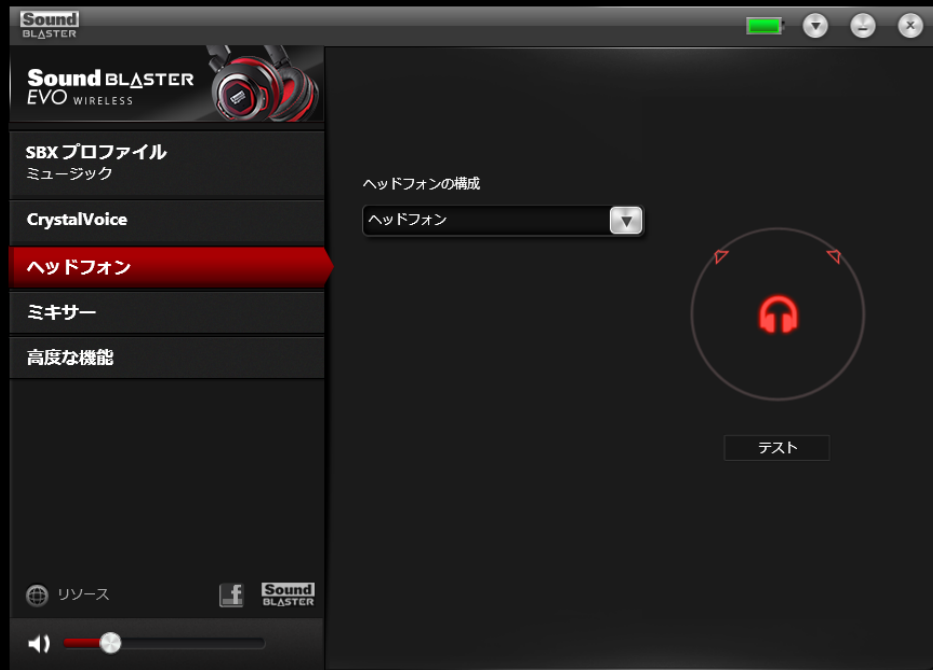 Sound
BLASTER
Sound BLASTER
EVO WIRELESS
SBX プロファイル
ミュージック
CrystalVoice
ヘッドフォン
ミキサー
高度な機能
ヘッドフォンの構成
ヘッドフォン
テスト
リソース
f
Sound
BLASTER